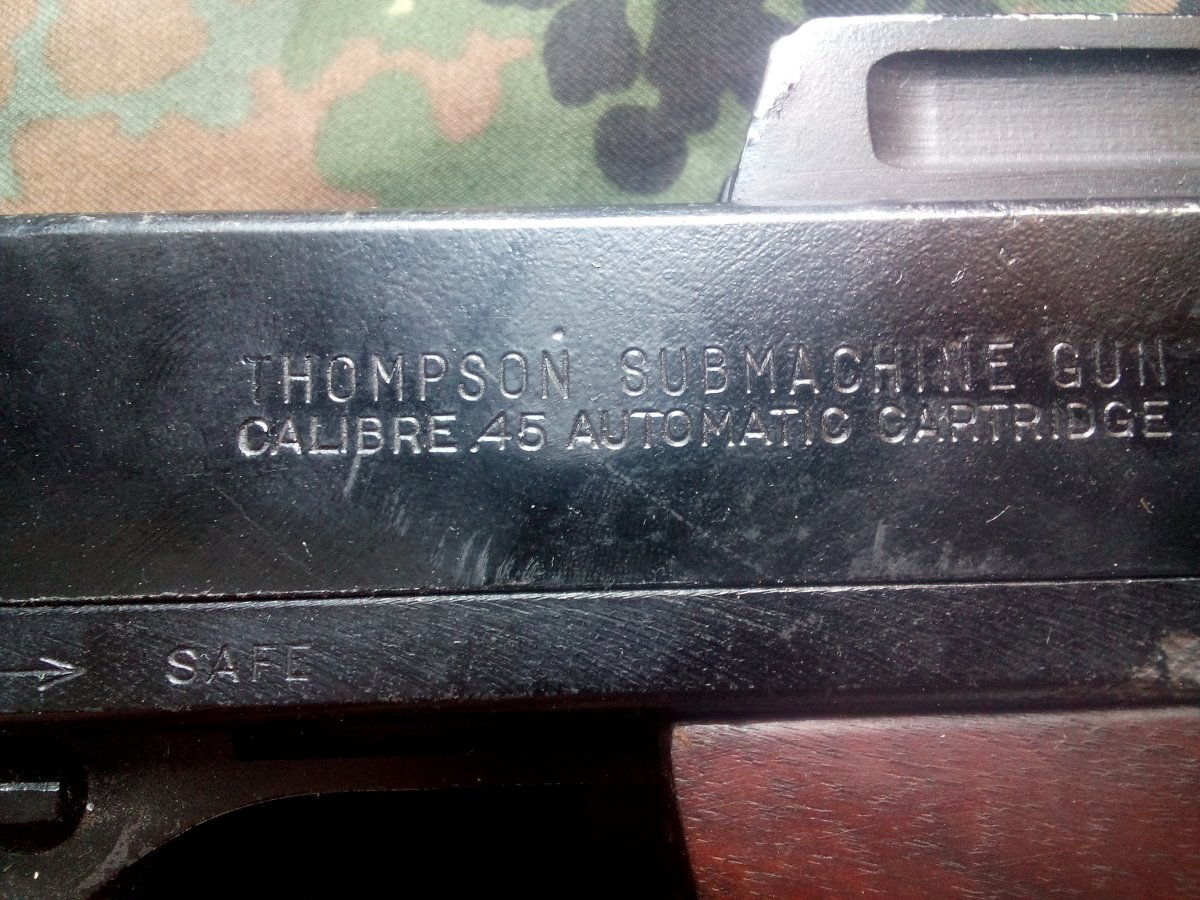 THOMPSON SUBMACHINE GUN
CALIBRE .45 AUTOMATIC CARTRIDGE
SAFE